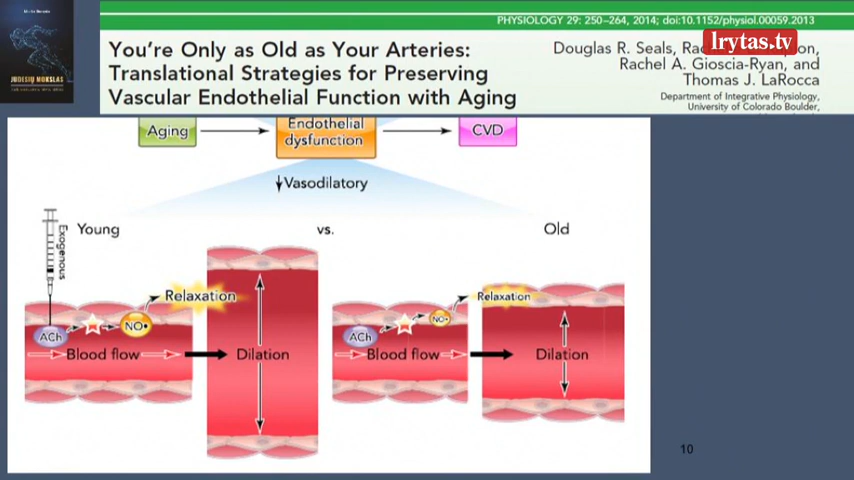 JUDESIŲ MOKSLAS
PHYSIOLOGY 29: 250–264, 2014; doi:10.1152/physiol.00059.2013
lrytas.tv
You’re Only as Old as Your Arteries:
Translational Strategies for Preserving
Vascular Endothelial Function with Aging
Douglas R. Seals,
Rachel A. Gioscia-Ryan, and
Thomas J. LaRocca
Department of Integrative Physiology,
University of Colorado Boulder,
Aging
Endothelial
dysfunction
CVD
↓Vasodilatory
Young
vs.
Old
Exogenous
Relaxation
Relaxation
ACh
NO•
ACh
NO•
Blood flow
Dilation
Blood flow
Dilation
10